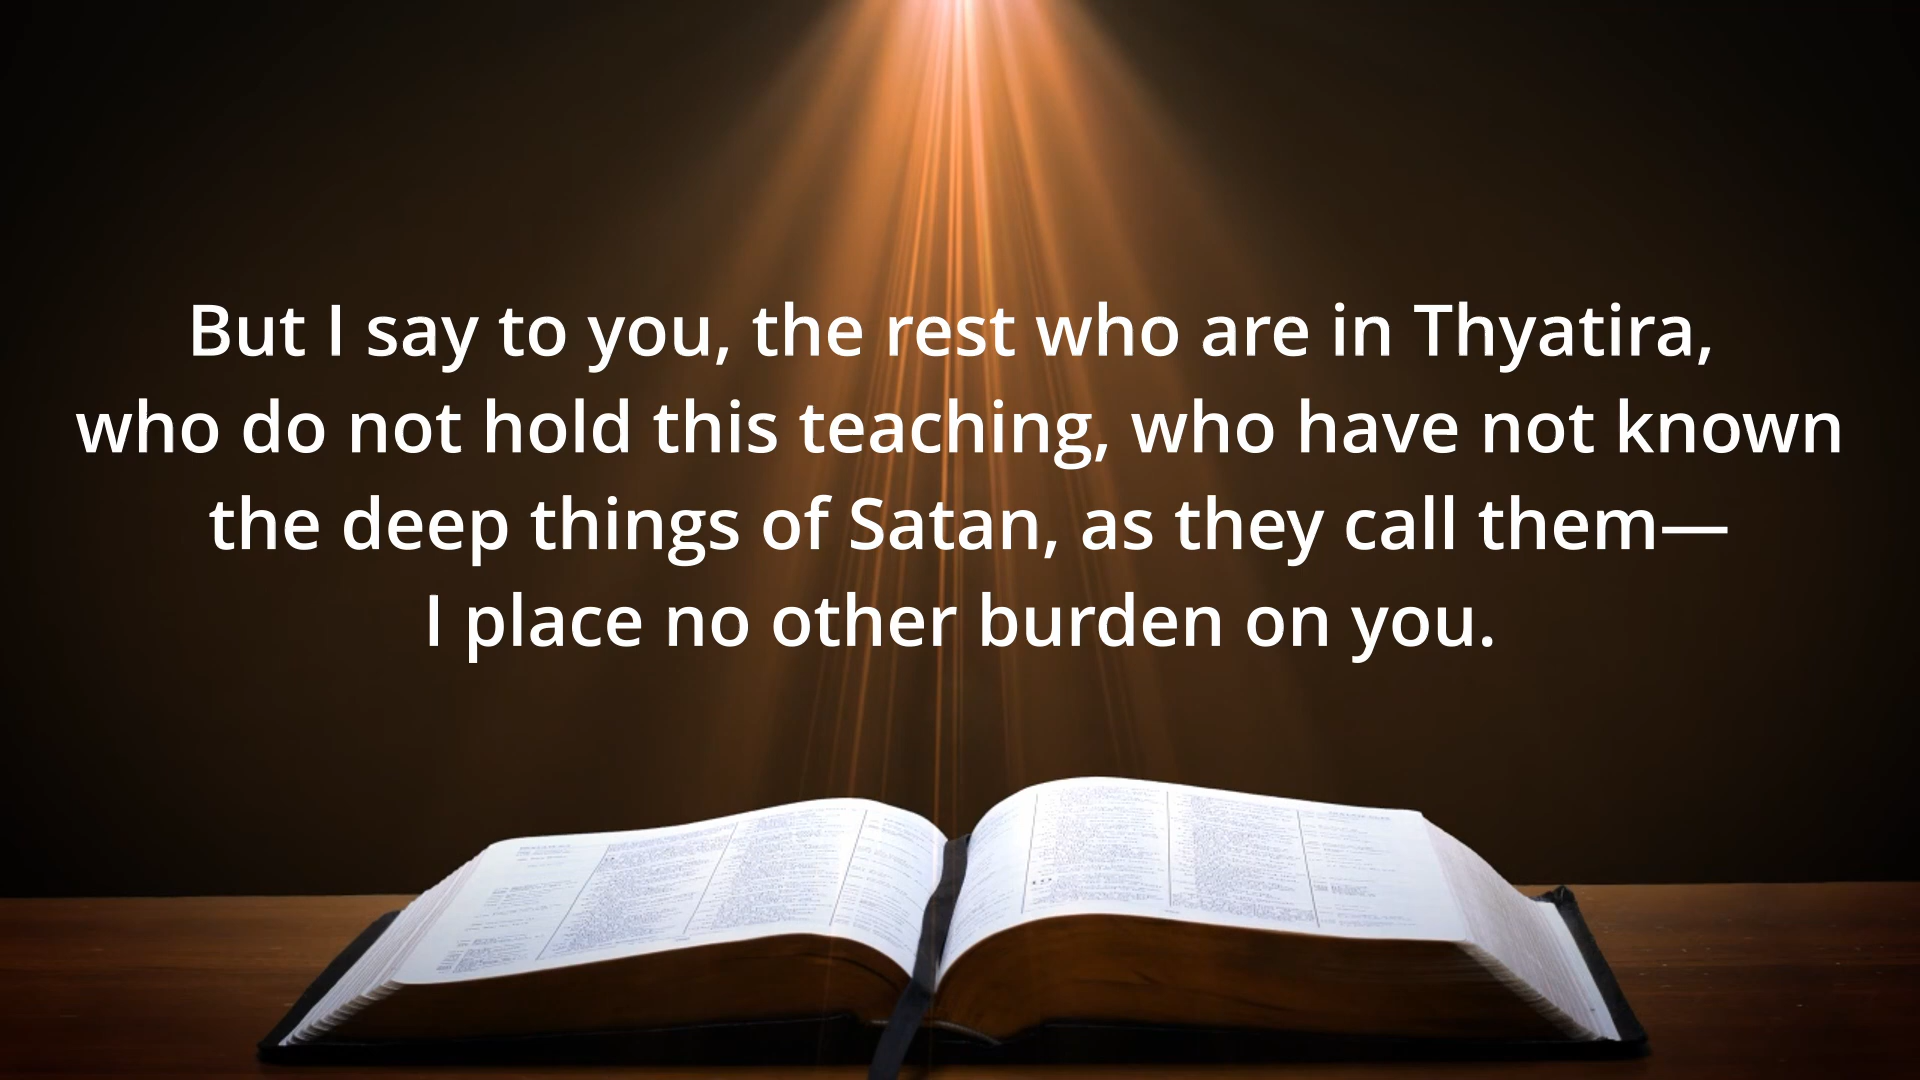 But I say to you, the rest who are in Thyatira,
who do not hold this teaching, who have not known
the deep things of Satan, as they call them—
I place no other burden on you.